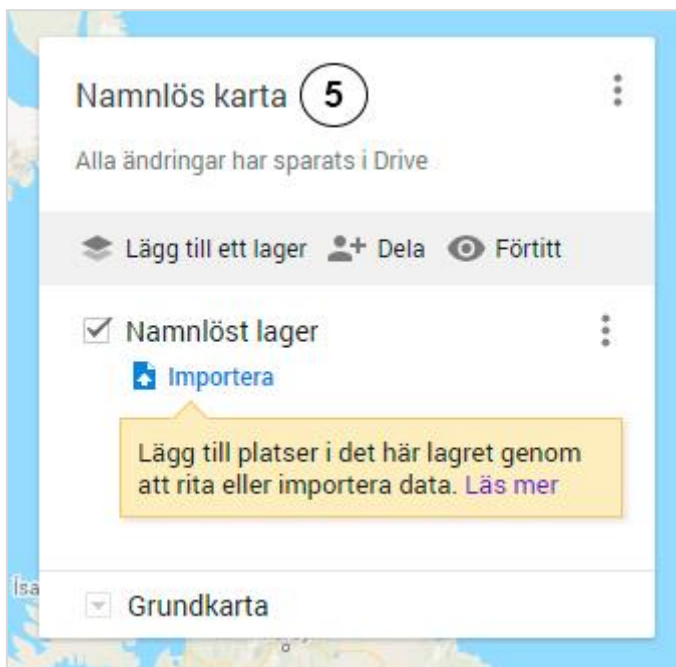 Namnlös karta 5
Alla ändringar har sparats i Drive
Lägg till ett lager Dela Förtitt
Namnlöst lager
Importera
Lägg till platser i det här lagret genom
att rita eller importera data. Läs mer
Ísa
Grundkarta